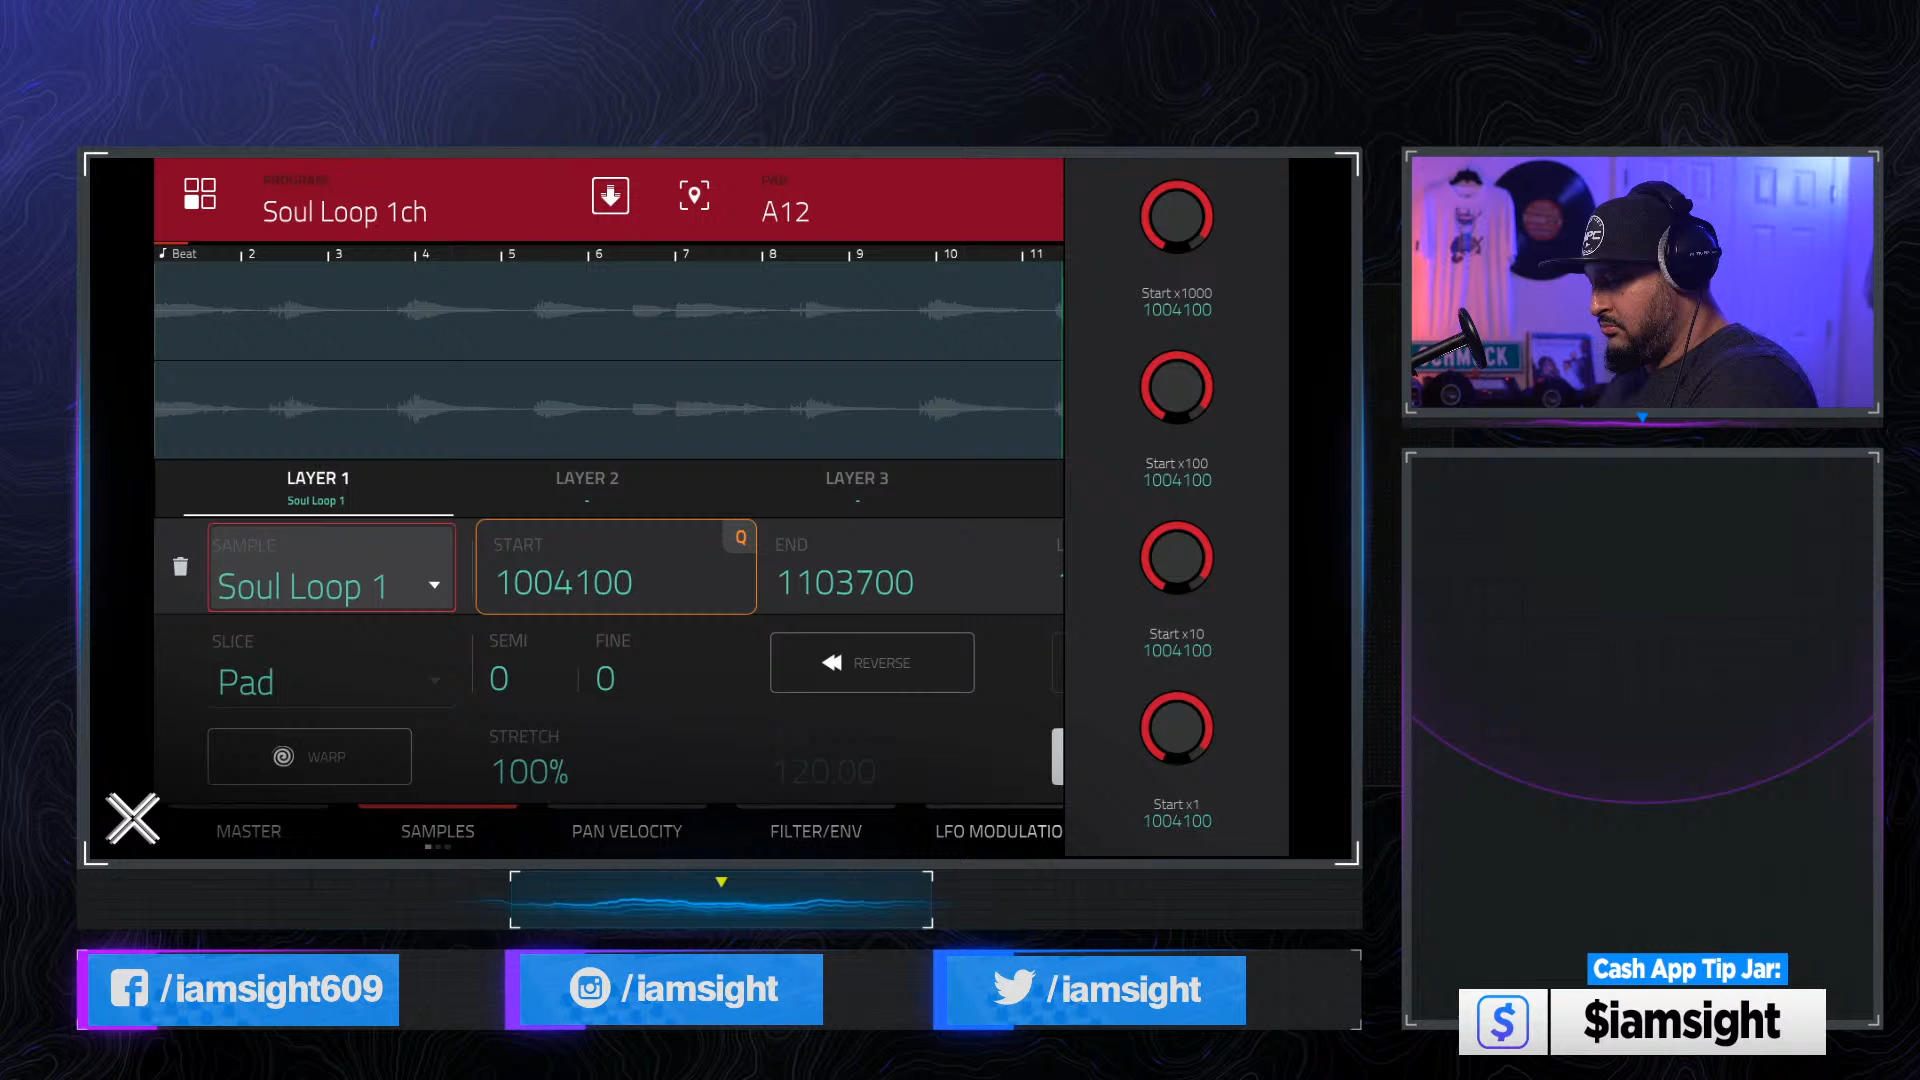 PROGRAM
Soul Loop 1ch
PAD
A12
Beat 2 3 4 5 6 7 8 9 10 11
LAYER 1
Soul Loop 1
LAYER 2
-
LAYER 3
-
SAMPLE
Soul Loop 1
START
Q
1004100
END
1103700
SLICE
Pad
SEMI
0
FINE
0
REVERSE
WARP
STRETCH
100%
120.00
MASTER
SAMPLES
PAN VELOCITY
FILTER/ENV
LFO MODULATIO
Start x1000
1004100
Start x100
1004100
Start x10
1004100
Start x1
1004100
/iamsight609
/iamsight
/iamsight
Cash App Tip Jar:
$
$iamsight